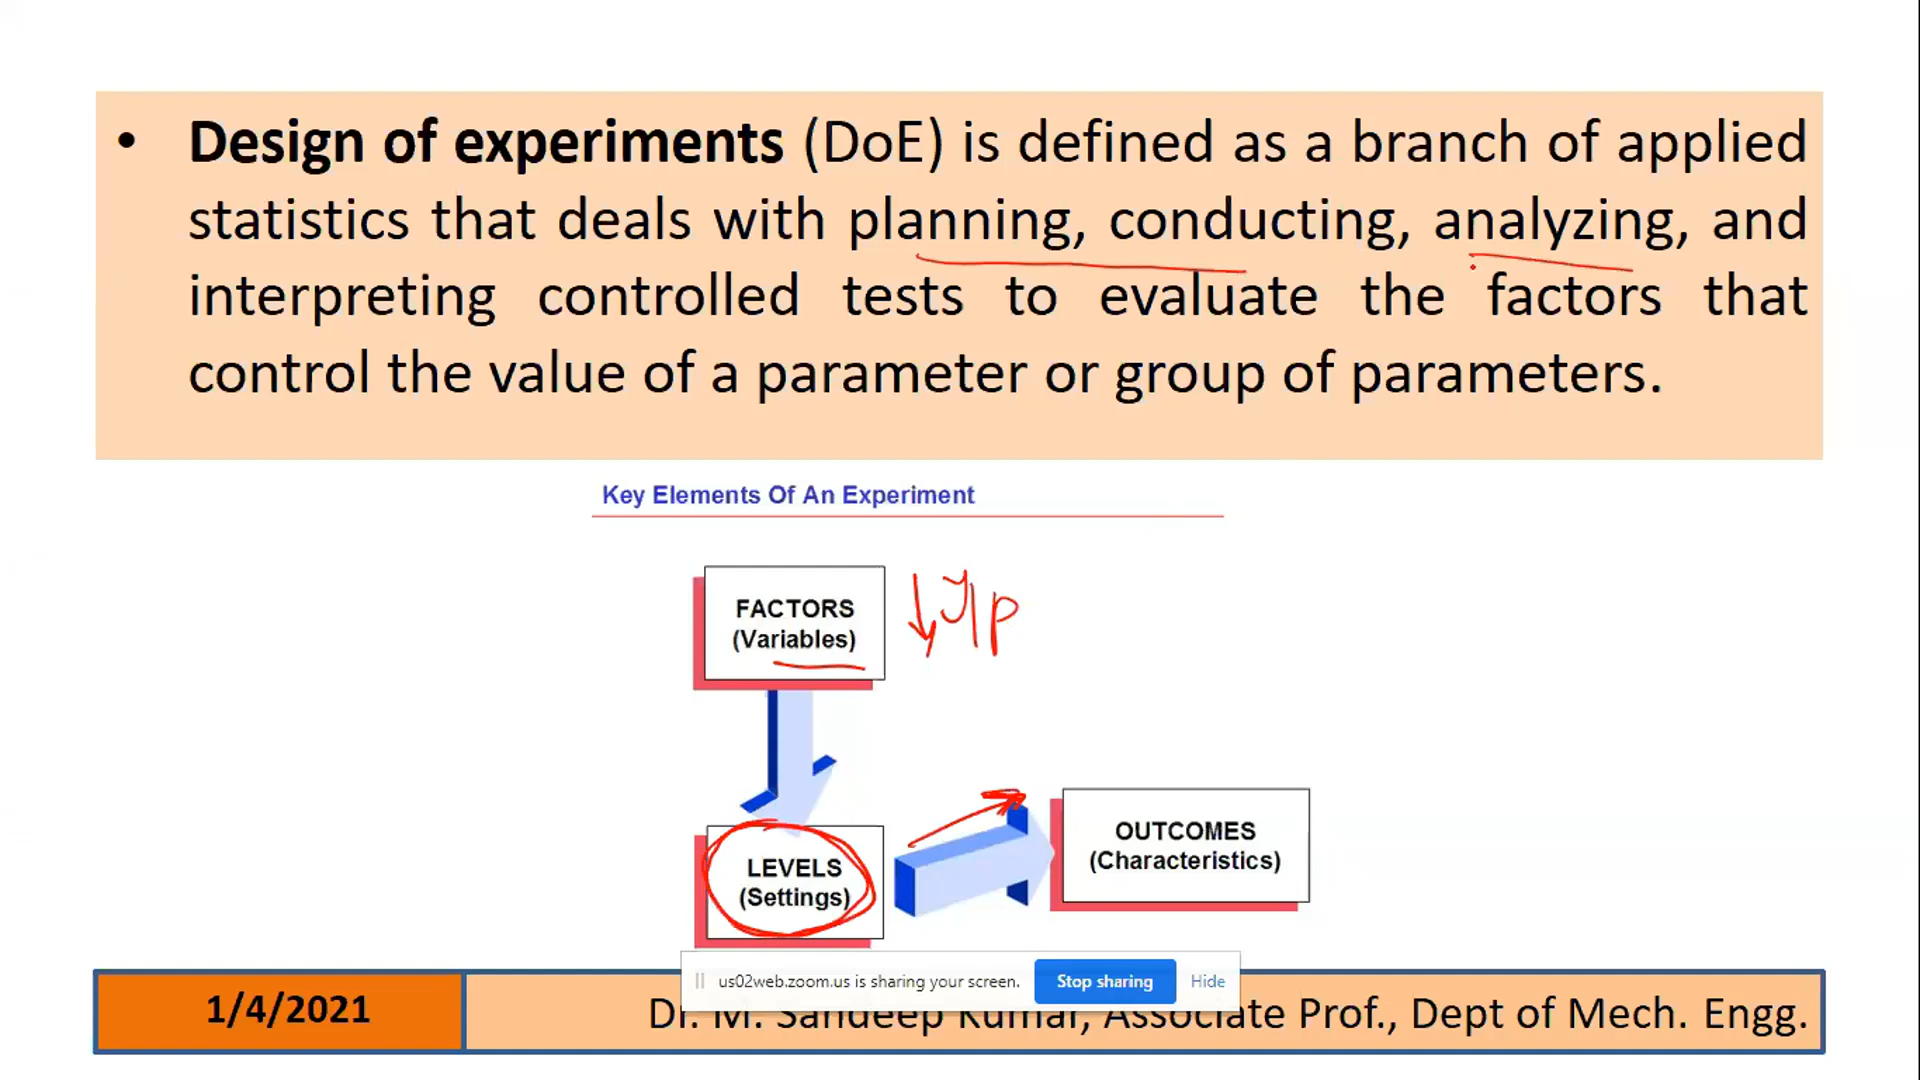 • Design of experiments (DoE) is defined as a branch of applied
statistics that deals with planning, conducting, analyzing, and
interpreting controlled tests to evaluate the factors that
control the value of a parameter or group of parameters.
Key Elements Of An Experiment
FACTORS
(Variables)
LEVELS
(Settings)
OUTCOMES
(Characteristics)
us02web.zoom.us is sharing your screen. Stop sharing Hide
1/4/2021
Dr. M. Sandeep Kumar, Associate Prof., Dept of Mech. Engg.